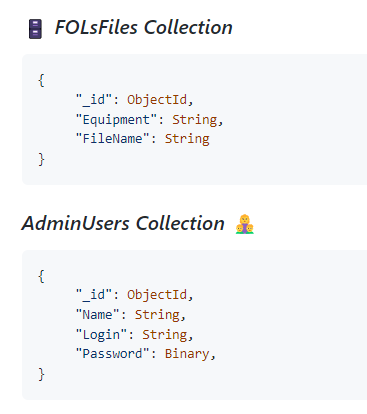 FOLsFiles Collection
{
"_id": ObjectId,
"Equipment": String,
"FileName": String
}
AdminUsers Collection
{
"_id": ObjectId,
"Name": String,
"Login": String,
"Password": Binary,
}